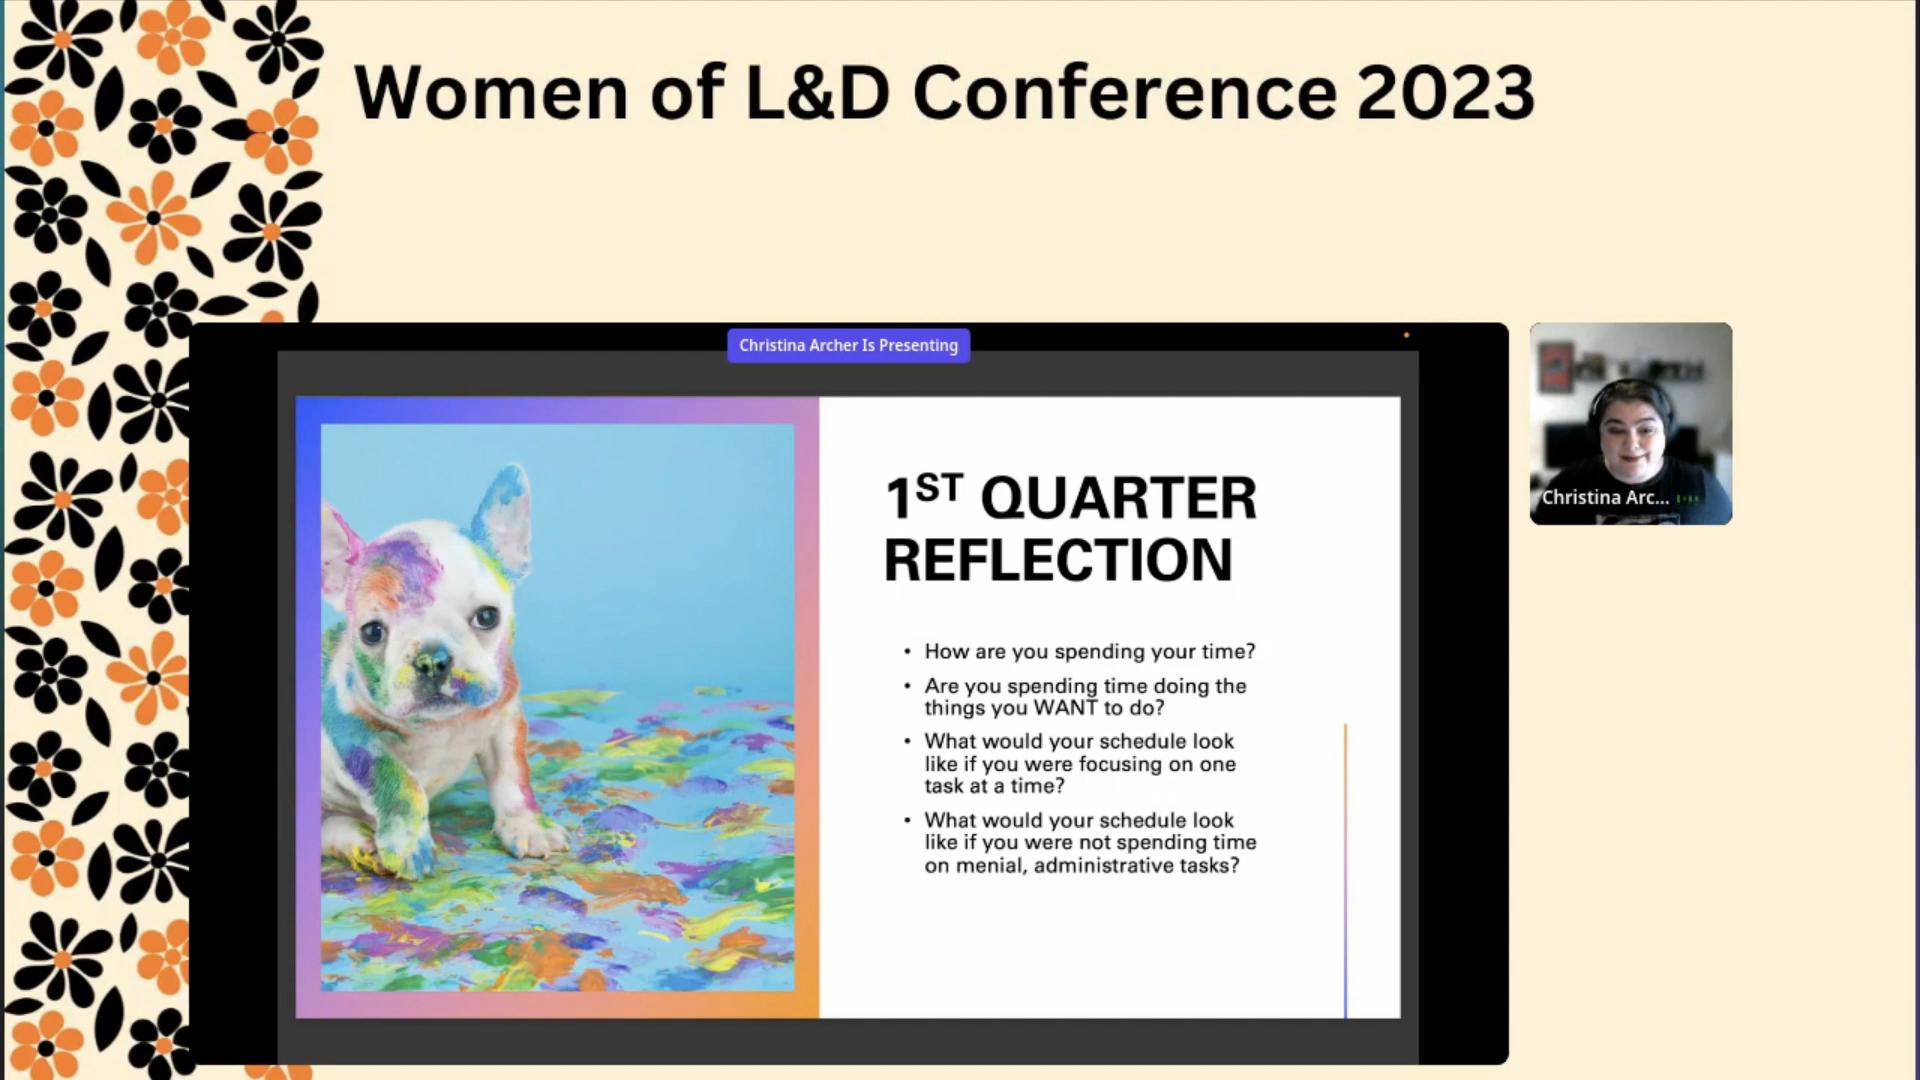 Women of L&D Conference 2023
Christina Archer Is Presenting
1ST QUARTER
REFLECTION
• How are you spending your time?
• Are you spending time doing the
things you WANT to do?
• What would your schedule look
like if you were focusing on one
task at a time?
• What would your schedule look
like if you were not spending time
on menial, administrative tasks?
Christina Arc...